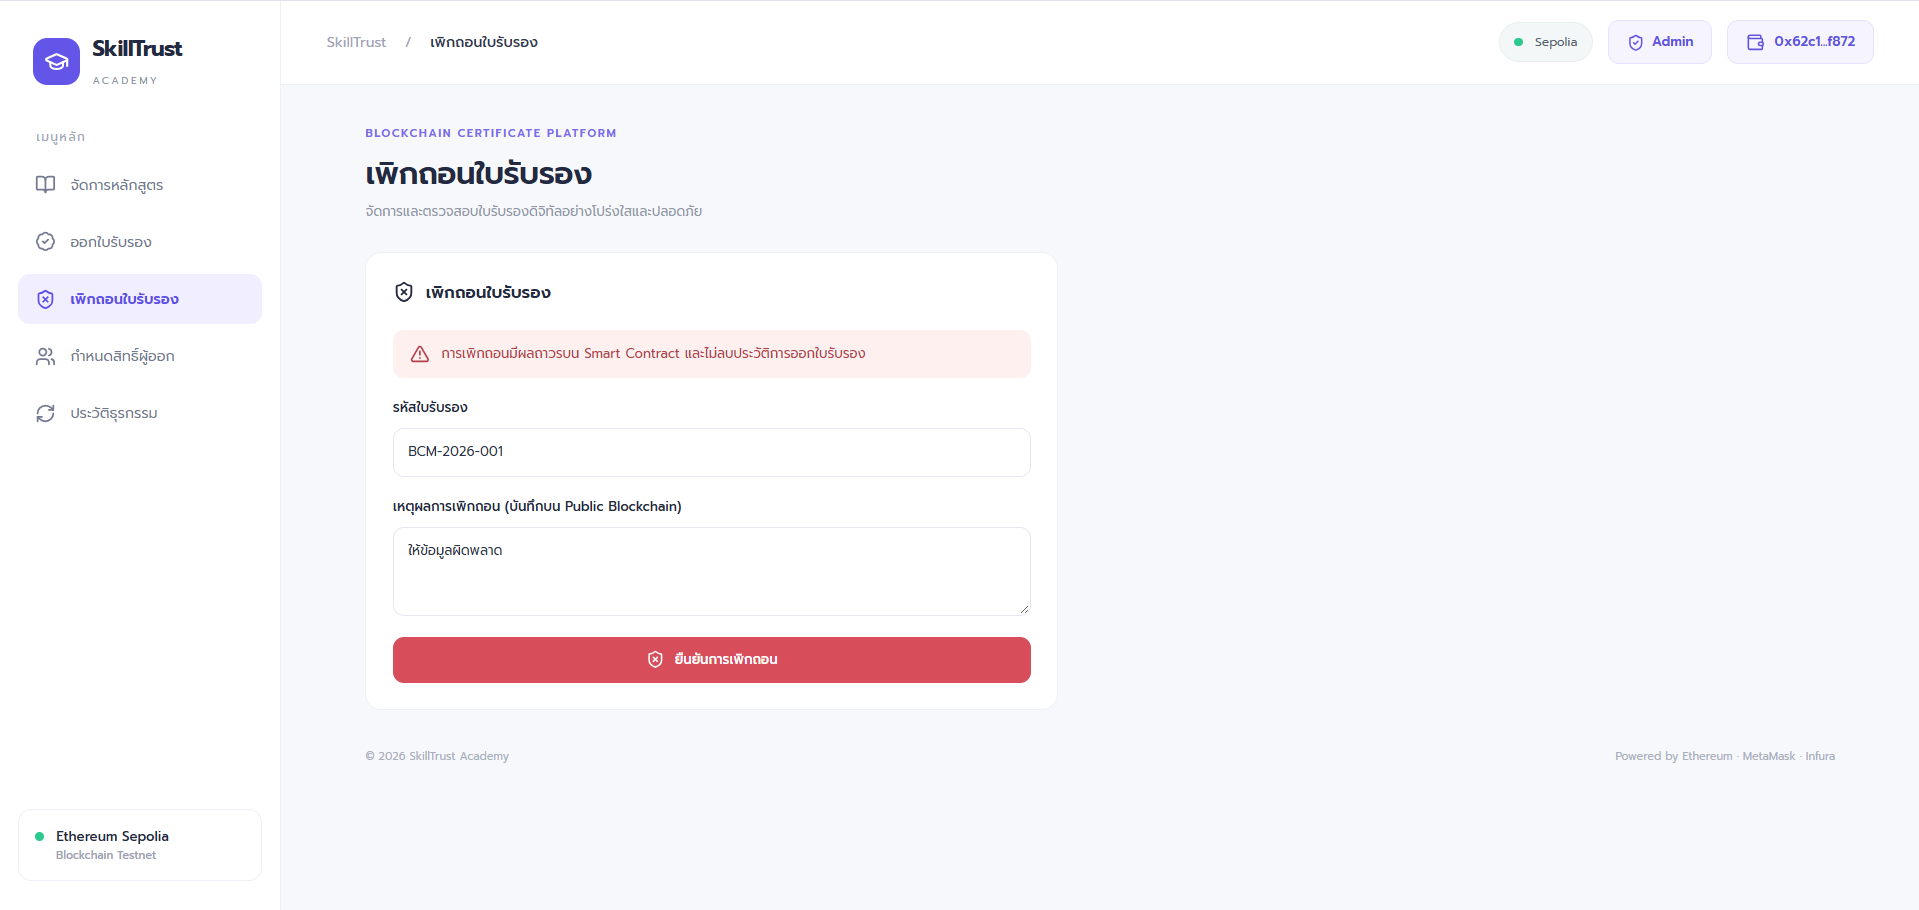 SkillTrust
ACADEMY
เมนูหลัก
จัดการหลักสูตร
ออกใบรับรอง
เพิกถอนใบรับรอง
กำหนดสิทธิ์ผู้ออก
ประวัติธุรกรรม
Ethereum Sepolia
Blockchain Testnet
SkillTrust / เพิกถอนใบรับรอง
Sepolia
Admin
0x62c1...f872
BLOCKCHAIN CERTIFICATE PLATFORM
เพิกถอนใบรับรอง
จัดการและตรวจสอบใบรับรองดิจิทัลอย่างโปร่งใสและปลอดภัย
เพิกถอนใบรับรอง
การเพิกถอนมีผลถาวรบน Smart Contract และไม่ลบประวัติการออกใบรับรอง
รหัสใบรับรอง
BCM-2026-001
เหตุผลการเพิกถอน (บันทึกบน Public Blockchain)
ให้ข้อมูลผิดพลาด
ยืนยันการเพิกถอน
© 2026 SkillTrust Academy
Powered by Ethereum · MetaMask · Infura